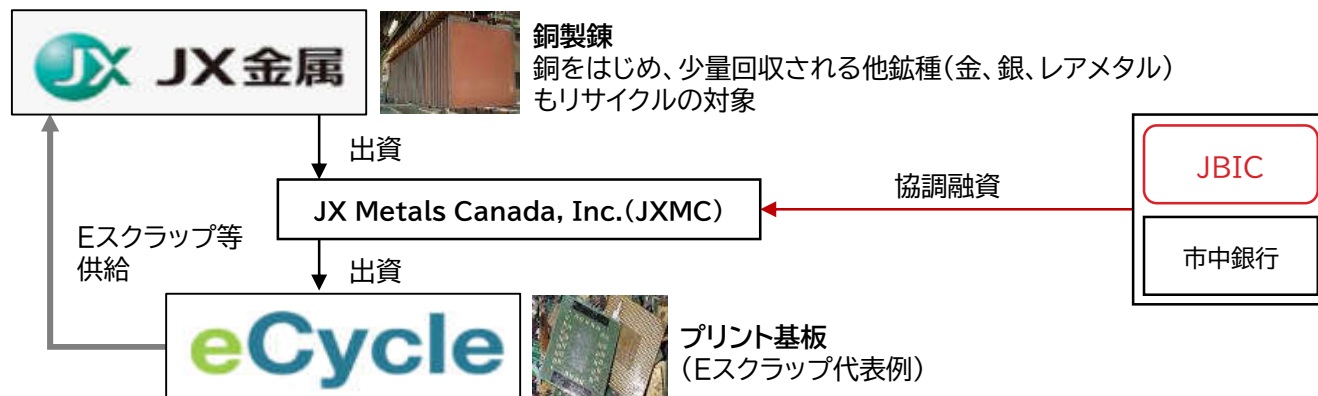 JX JX金属
銅製錬
銅をはじめ、少量回収される他鉱種(金、銀、レアメタル)
もリサイクルの対象
出資
JX Metals Canada, Inc.(JXMC)
協調融資
JBIC
市中銀行
Eスクラップ等
供給
出資
eCycle
プリント基板
(Eスクラップ代表例)